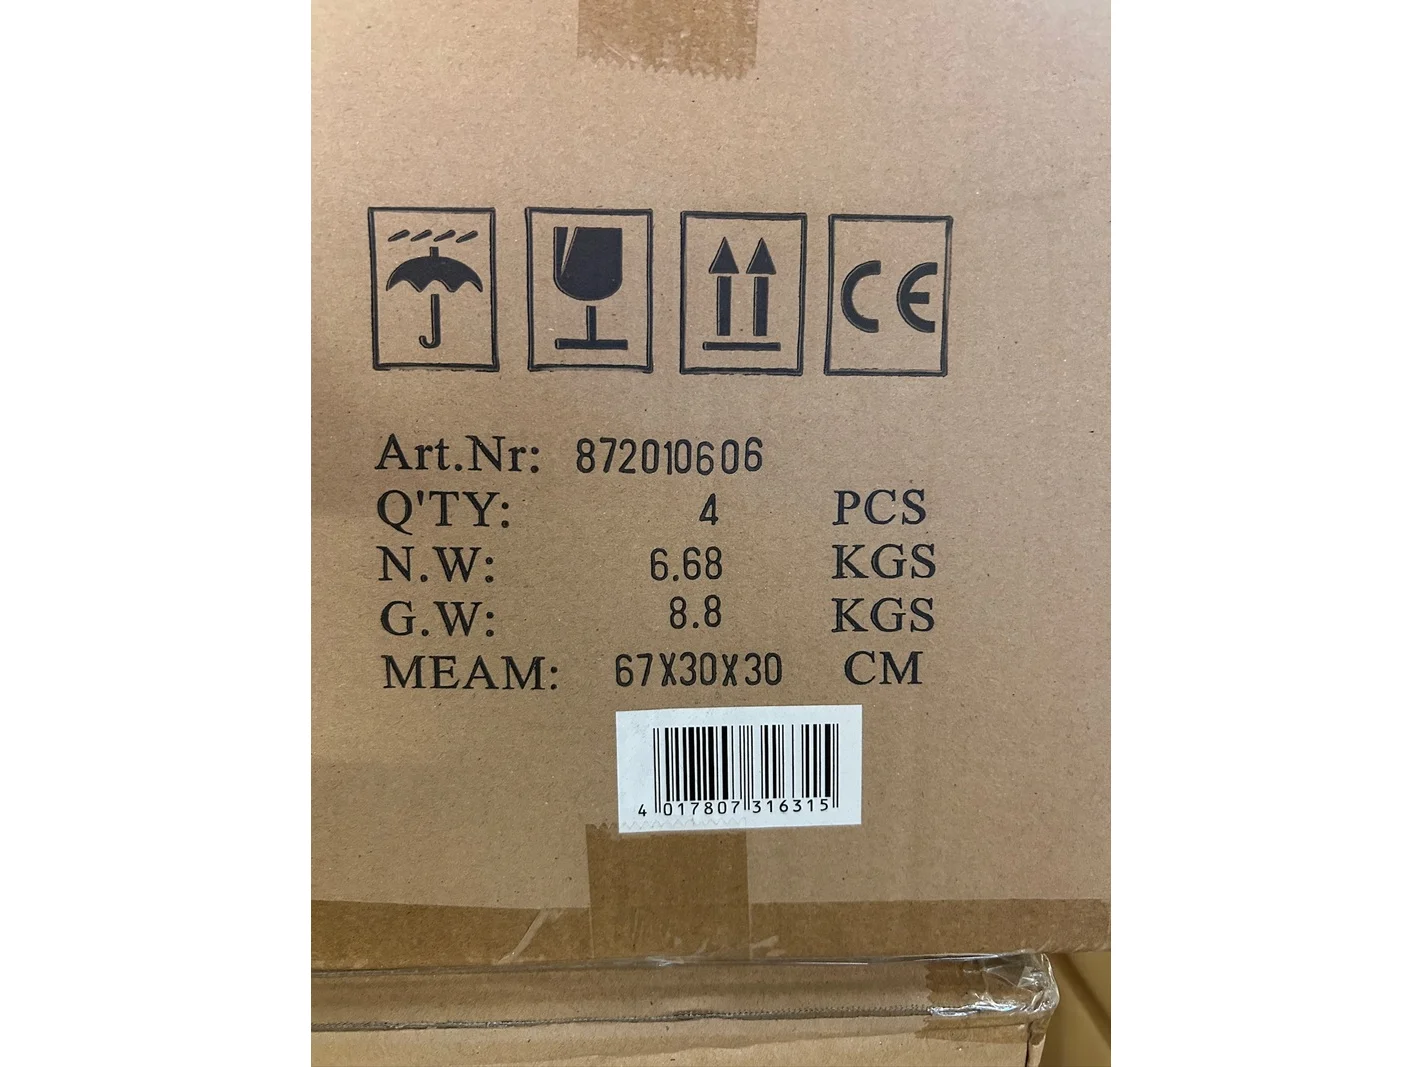 CE
Art.Nr: 872010606
Q'TY: 4 PCS
N.W: 6.68 KGS
G.W: 8.8 KGS
MEAM: 67X30X30 CM
4 017807 316315